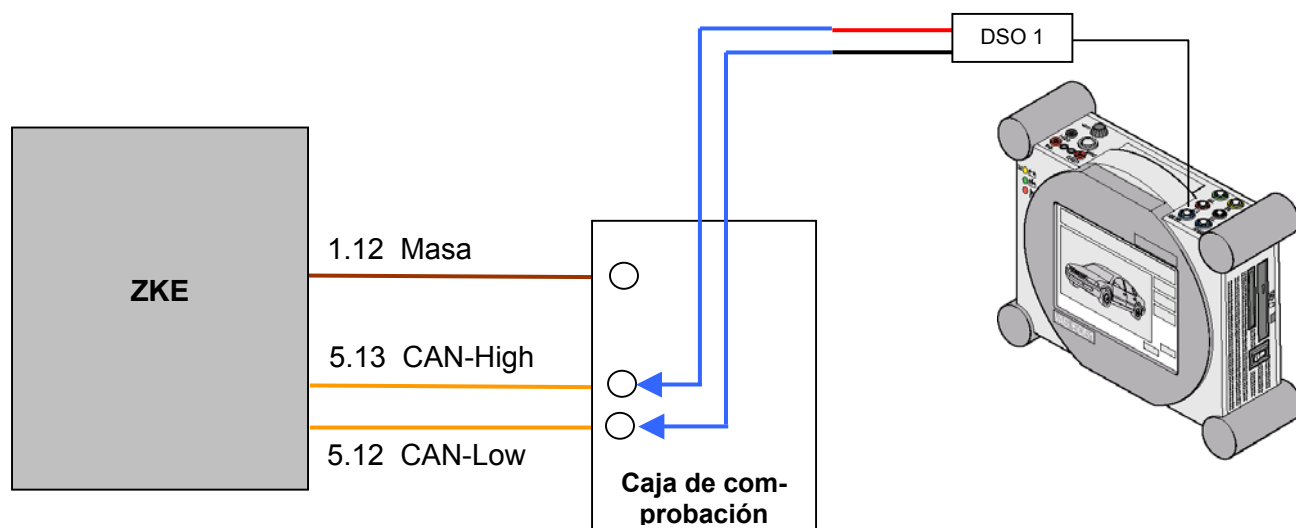 DSO 1
ZKE
1.12 Masa
5.13 CAN-High
5.12 CAN-Low
Caja de com-
probación